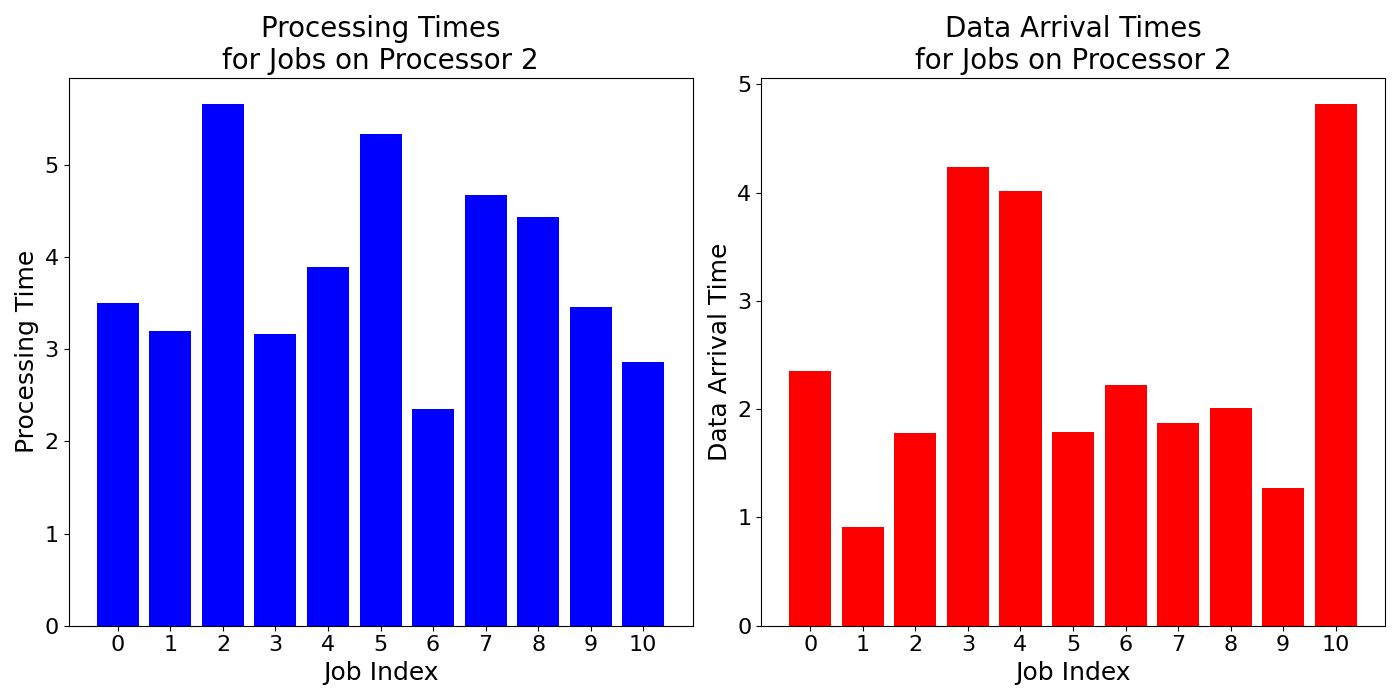 Processing Times
for Jobs on Processor 2
Processing Time
5
4
3
2
1
0
0 1 2 3 4 5 6 7 8 9 10
Job Index
Data Arrival Times
for Jobs on Processor 2
Data Arrival Time
5
4
3
2
1
0
0 1 2 3 4 5 6 7 8 9 10
Job Index